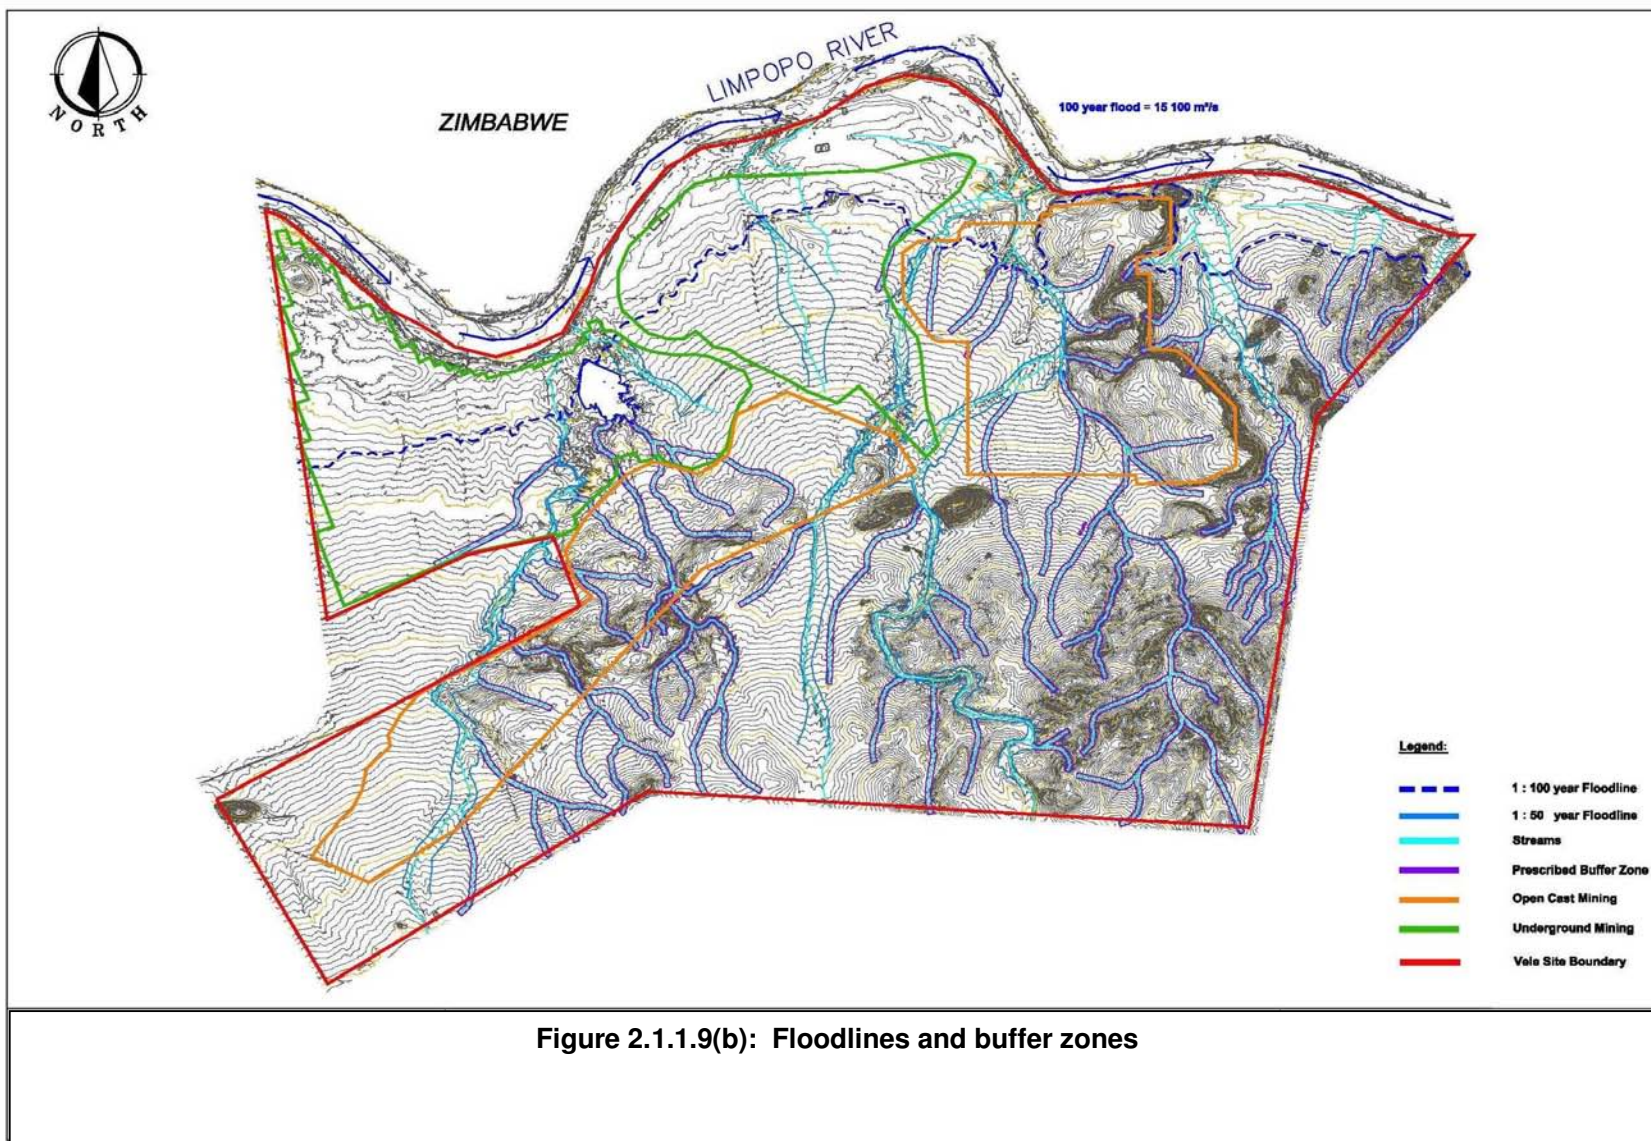 NORTH
ZIMBABWE
LIMPOPO RIVER
100 year flood = 15 100 m³/s
Legend:
1 : 100 year Floodline
1 : 50 year Floodline
Streams
Prescribed Buffer Zone
Open Cast Mining
Underground Mining
Vele Site Boundary
Figure 2.1.1.9(b): Floodlines and buffer zones